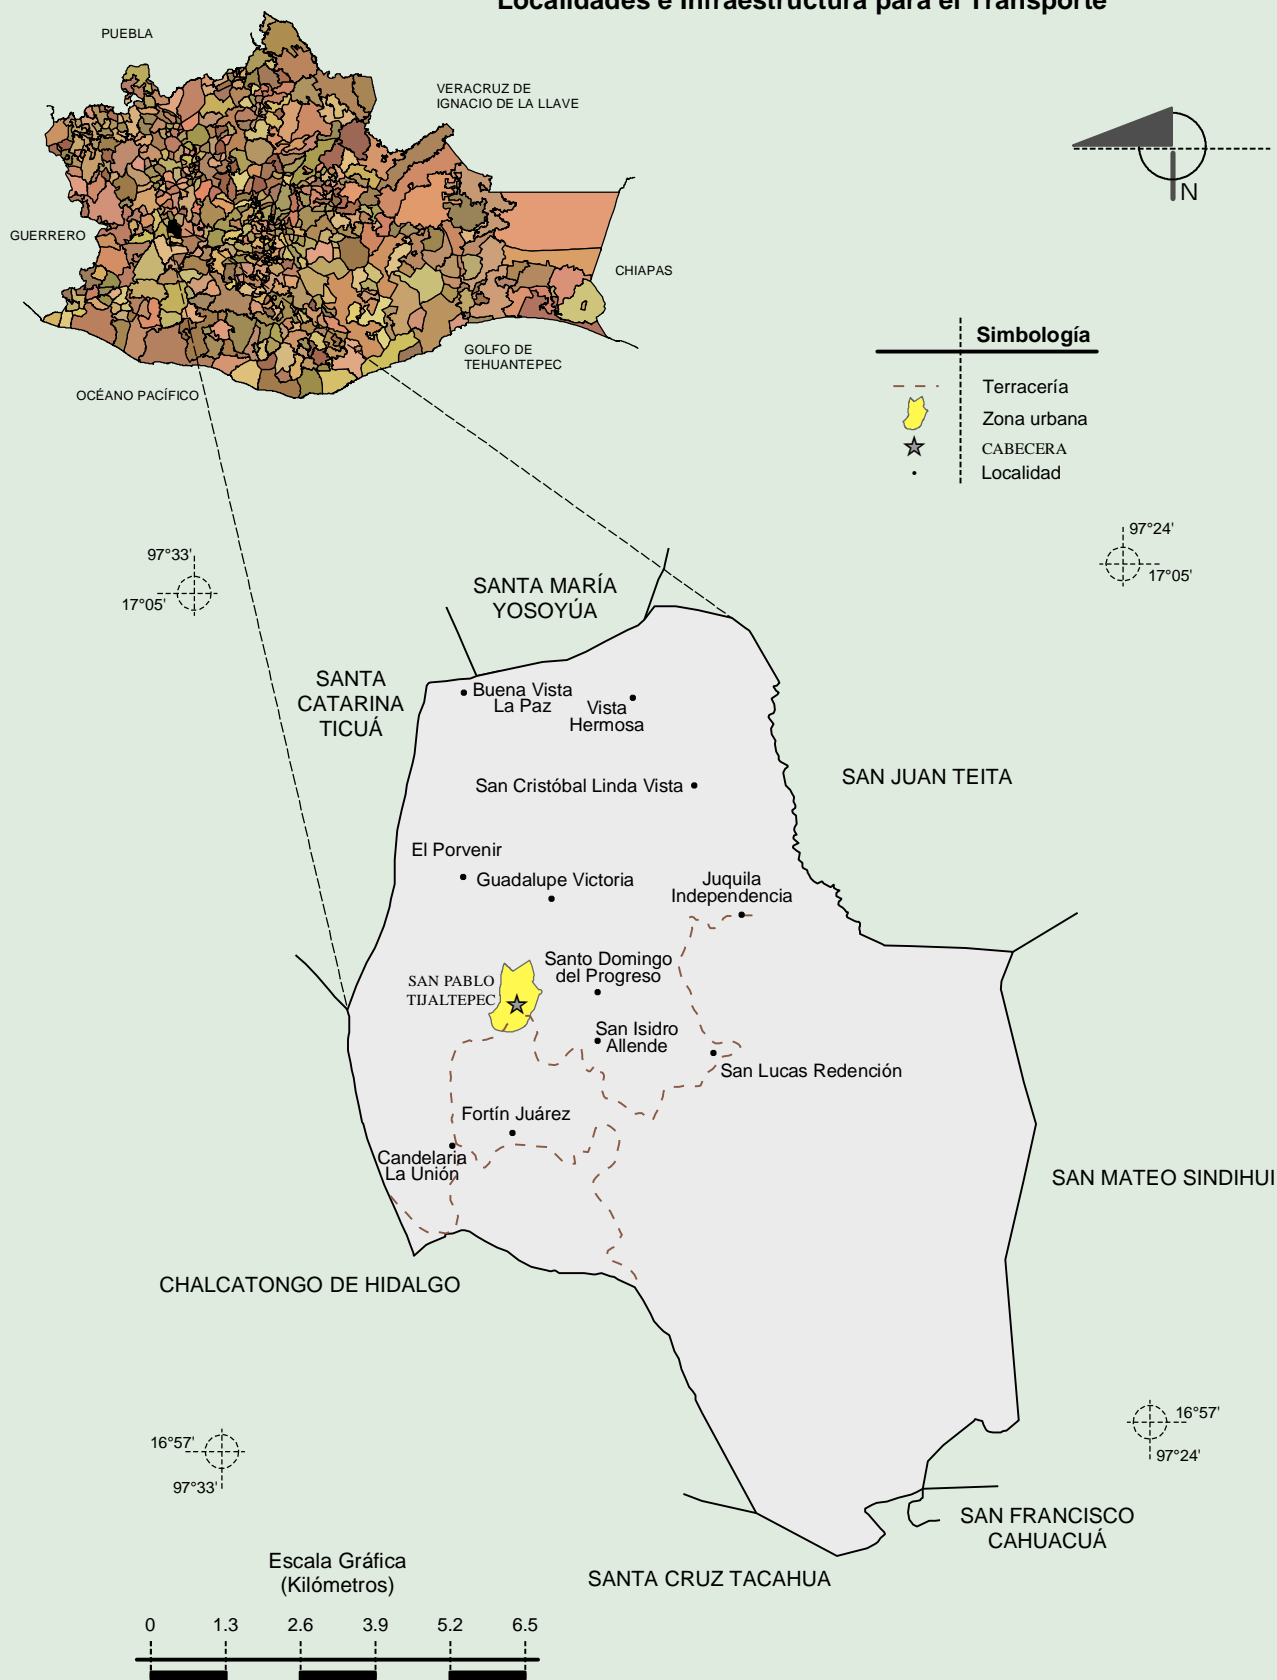 Localidades e Infraestructura para el Transporte
PUEBLA
VERACRUZ DE
IGNACIO DE LA LLAVE
GUERRERO
CHIAPAS
GOLFO DE
TEHUANTEPEC
OCÉANO PACÍFICO
N
Simbología
Terracería
Zona urbana
CABECERA
Localidad
97°33'
17°05'
97°24'
17°05'
SANTA MARÍA
YOSOYÚA
SANTA
CATARINA
TICUÁ
Buena Vista
La Paz
Vista
Hermosa
SAN JUAN TEITA
San Cristóbal Linda Vista
El Porvenir
Guadalupe Victoria
Juquila
Independencia
Santo Domingo
del Progreso
SAN PABLO
TIJALTEPEC
San Isidro
Allende
San Lucas Redención
Fortín Juárez
Candelaria
La Unión
SAN MATEO SINDIHUI
CHALCATONGO DE HIDALGO
16°57'
97°33'
16°57'
97°24'
SAN FRANCISCO
CAHUACUÁ
SANTA CRUZ TACAHUA
Escala Gráfica
(Kilómetros)
0 1.3 2.6 3.9 5.2 6.5